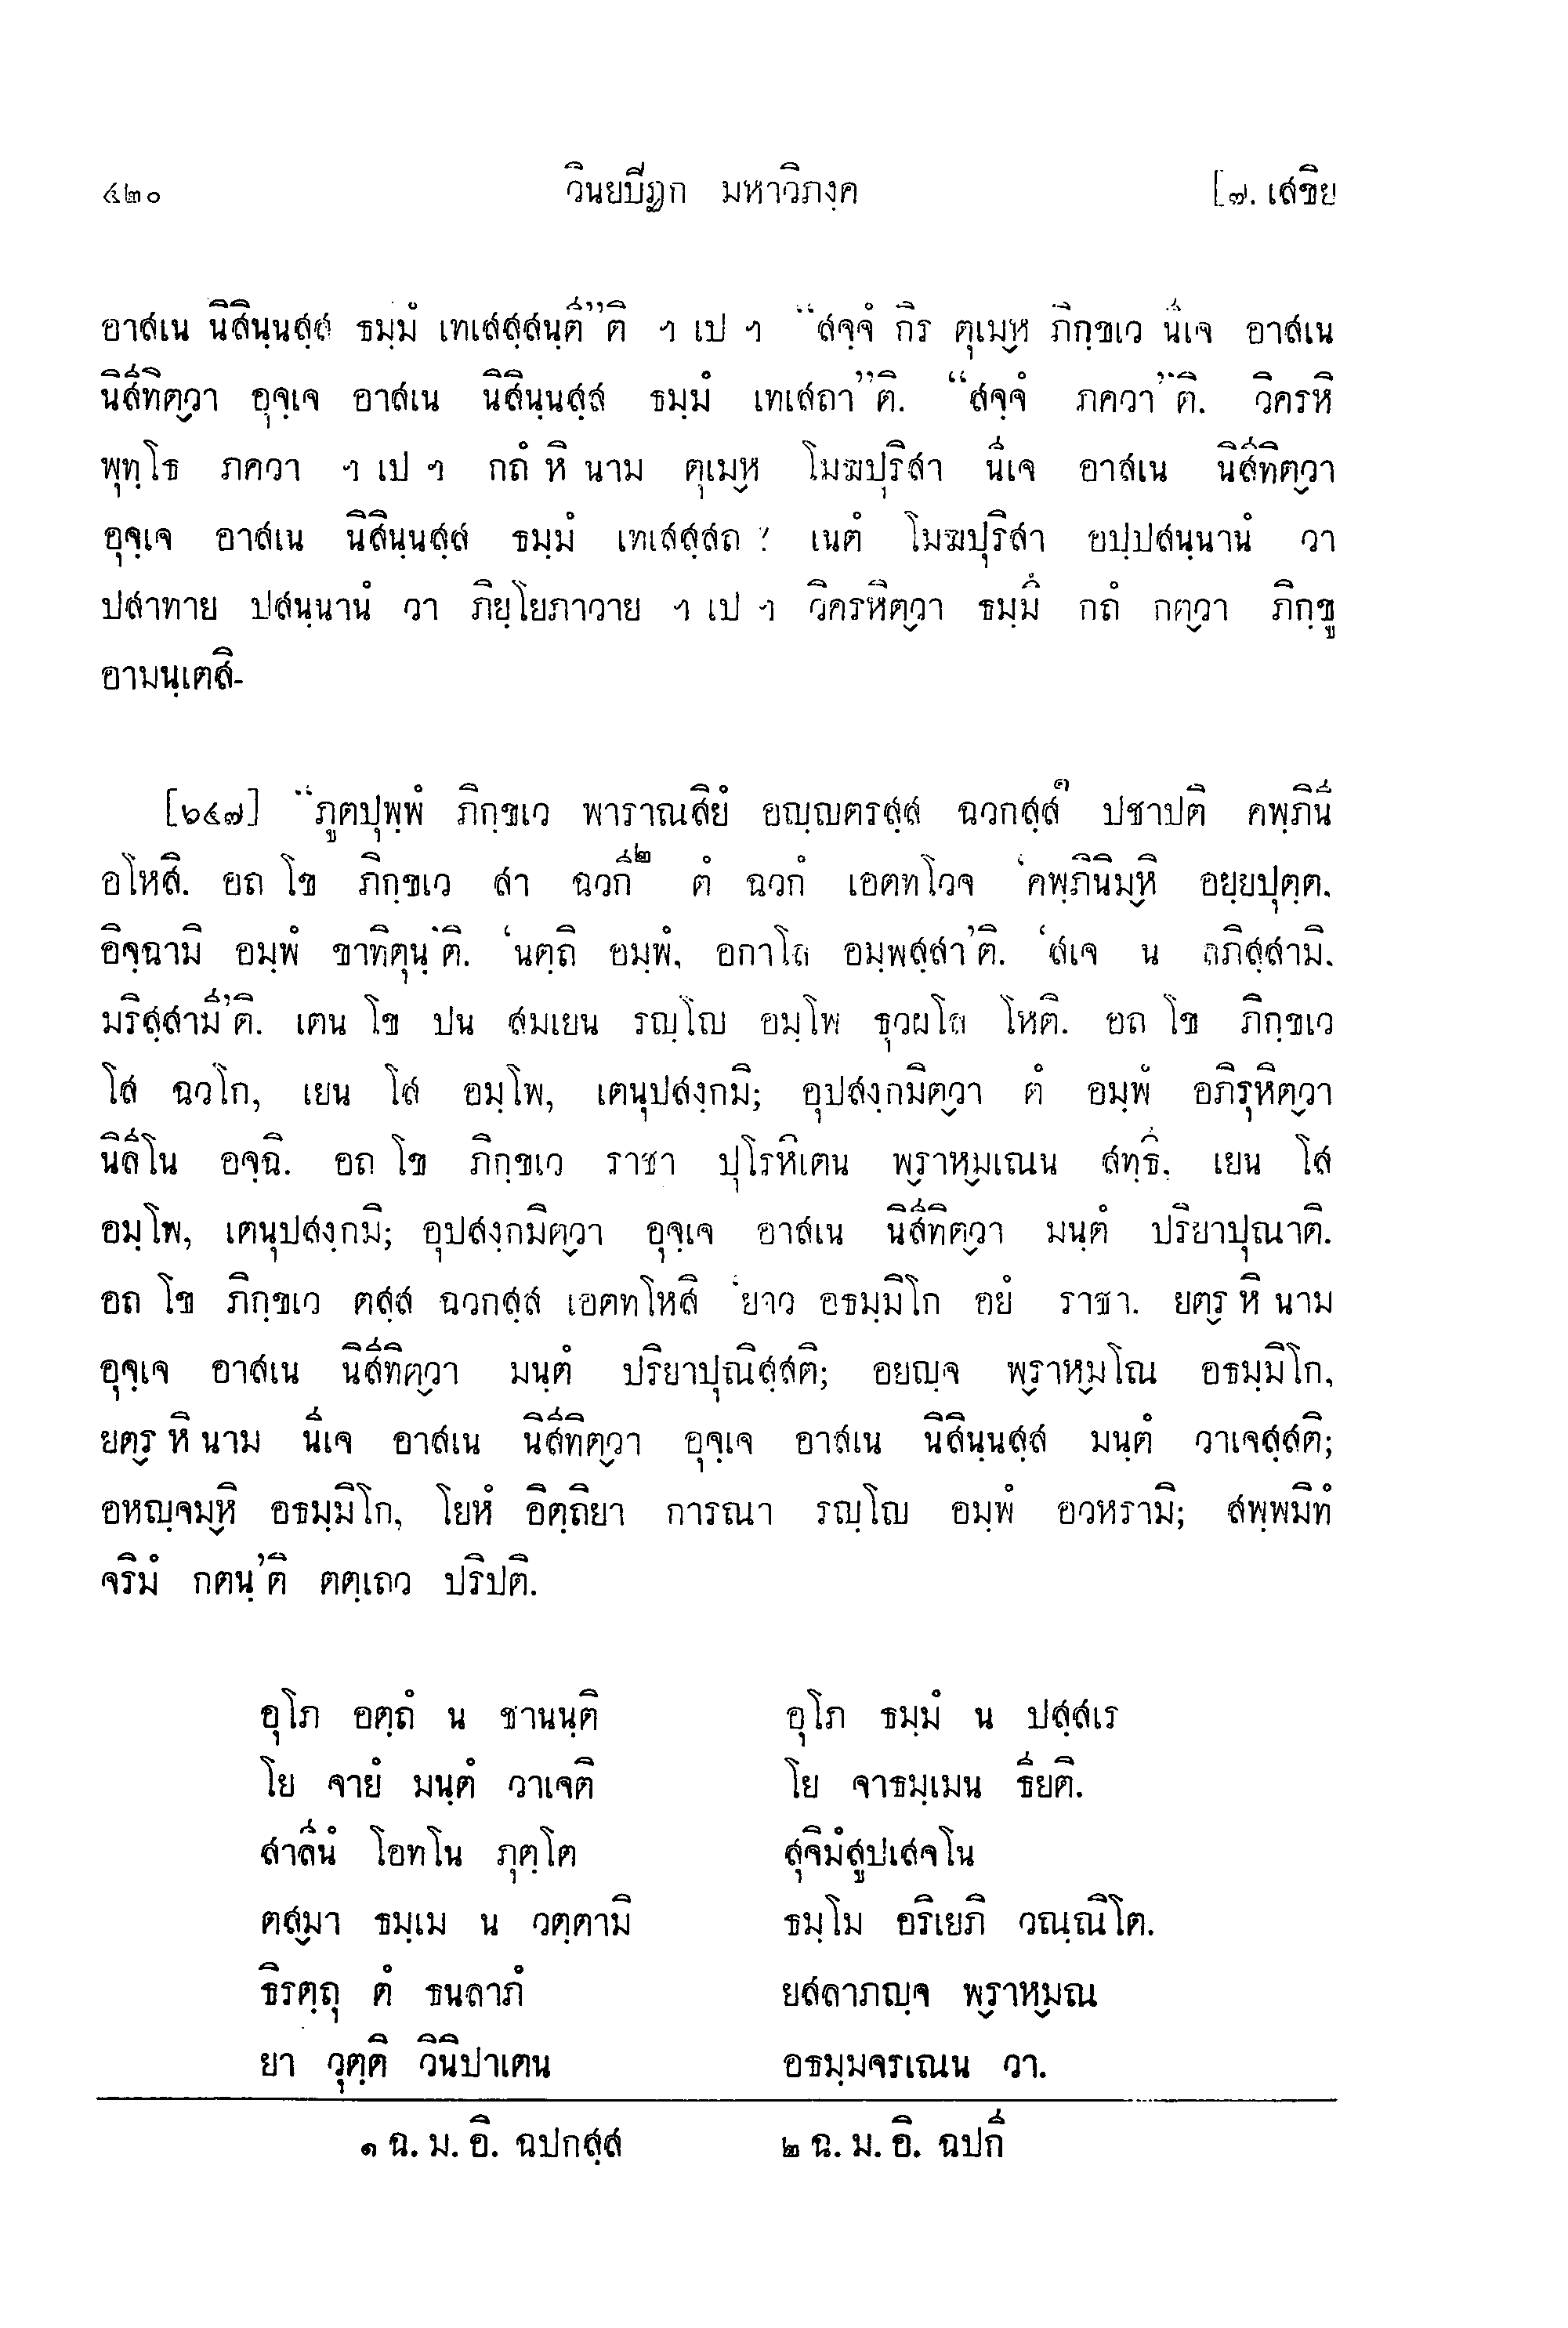 ๔๒๐ วินยปีฏก มหาวิภงฺค [๗. เสขิย
อาสเน นิสินฺนสฺส ธมฺมํ เทเสสฺสนฺตี”ติ ฯ เป ฯ “สจฺจํ กิร ตุเมฺห ภิกฺขเว นีเจ อาสเน
นิสีทิตฺวา อุจฺเจ อาสเน นิสินฺนสฺส ธมฺมํ เทเสถา”ติ. “สจฺจํ ภควา”ติ. วิครหิ
พุทฺโธ ภควา ฯ เป ฯ กถํ หิ นาม ตุเมฺห โมฆปุริสา นีเจ อาสเน นิสีทิตฺวา
อุจฺเจ อาสเน นิสินฺนสฺส ธมฺมํ เทเสสฺสถ ? เนตํ โมฆปุริสา อปฺปสนฺนานํ วา
ปสาทาย ปสนฺนานํ วา ภิยฺโยภาวาย ฯ เป ฯ วิครหิตฺวา ธมฺมึ กถํ กตฺวา ภิกฺขู
อามนฺเตสิ-
[๖๔๗] “ภูตปุพฺพํ ภิกฺขเว พาราณสิยํ อญฺญตรสฺส ฉวกสฺส๑ ปชาปติ คพฺภินี
อโหสิ. อถ โข ภิกฺขเว สา ฉวกี๒ ตํ ฉวกํ เอตทโวจ ‘คพฺภินิมฺหิ อยฺยปุตฺต,
อิจฺฉามิ อมฺพํ ขาทิตุนฺ’ติ. ‘นตฺถิ อมฺพํ, อกาโล อมฺพสฺสา’ติ. ‘สเจ น ลภิสฺสามิ,
มริสฺสามี’ติ. เตน โข ปน สมเยน รญฺโญ อมฺโพ ธุวผโล โหติ. อถ โข ภิกฺขเว
โส ฉวโก, เยน โส อมฺโพ, เตนุปสงฺกมิ; อุปสงฺกมิตฺวา ตํ อมฺพํ อภิรุหิตฺวา
นิลีโน อจฺฉิ. อถ โข ภิกฺขเว ราชา ปุโรหิเตน พฺราหฺมเณน สทฺธึ, เยน โส
อมฺโพ, เตนุปสงฺกมิ; อุปสงฺกมิตฺวา อุจฺเจ อาสเน นิสีทิตฺวา มนฺตํ ปริยาปุณาติ.
อถ โข ภิกฺขเว ตสฺส ฉวกสฺส เอตทโหสิ ‘ยาว อธมฺมิโก อยํ ราชา. ยตฺร หิ นาม
อุจฺเจ อาสเน นิสีทิตฺวา มนฺตํ ปริยาปุณิสฺสติ; อยญฺจ พฺราหฺมโณ อธมฺมิโก,
ยตฺร หิ นาม นีเจ อาสเน นิสีทิตฺวา อุจฺเจ อาสเน นิสินฺนสฺส มนฺตํ วาเจสฺสติ;
อหญฺจมฺหิ อธมฺมิโก, โยหํ อิตฺถิยา การณา รญฺโญ อมฺพํ อวหรามิ; สพฺพมิทํ
จริมํ กตนฺ’ติ ตตฺเถว ปริปติ.
อุโภ อตฺถํ น ชานนฺติ อุโภ ธมฺมํ น ปสฺสเร
โย จายํ มนฺตํ วาเจติ โย จาธมฺเมน ธียติ.
สาลีนํ โอทโน ภุตฺโต สุจิมํสูปเสจโน
ตสฺมา ธมฺเม น วตฺตามิ ธมฺโม อริเยภิ วณฺณิโต.
ธิรตฺถุ ตํ ธนลาภํ ยสลาภญฺจ พฺราหฺมณ
ยา วุตฺติ วินิปาเตน อธมฺมจรเณน วา.
๑ ฉ. ม. อิ. ฉปกสฺส ๒ ฉ. ม. อิ. ฉปกี